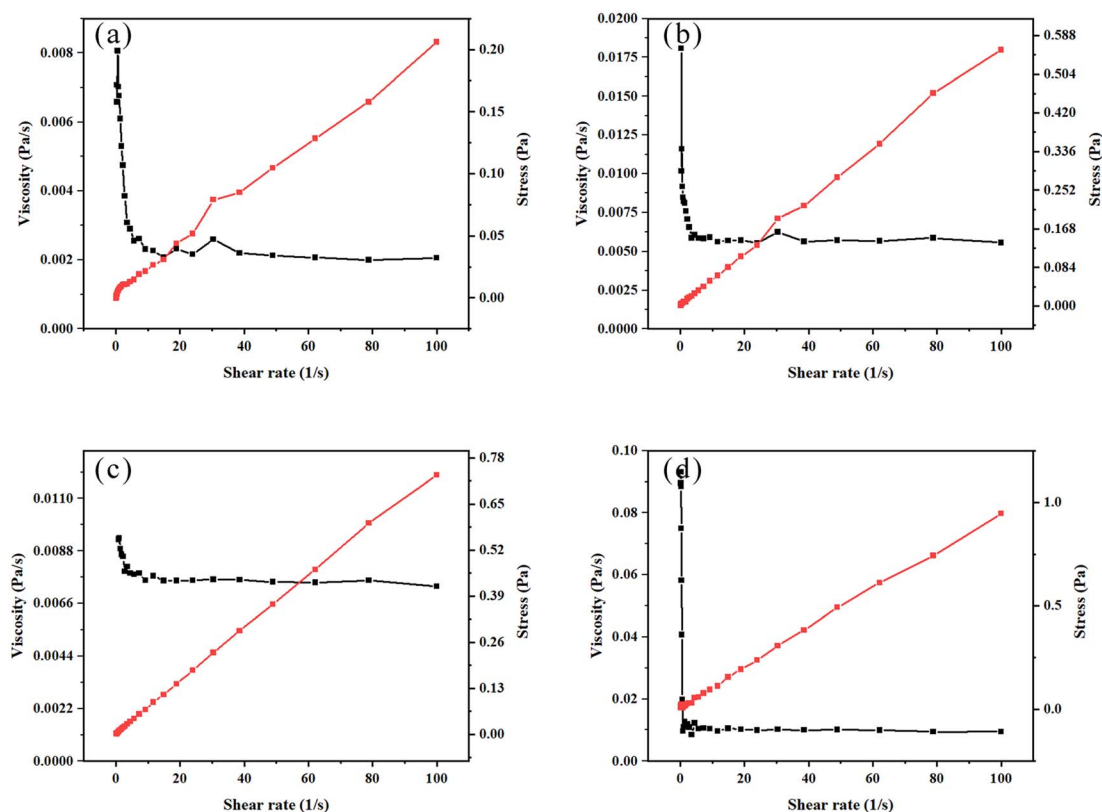 (a)
0.008
0.006
0.004
0.002
0.000
Viscosity (Pa/s)
0.20
0.15
0.10
0.05
0.00
Stress (Pa)
0 20 40 60 80 100
Shear rate (1/s)
(b)
0.0200
0.0175
0.0150
0.0125
0.0100
0.0075
0.0050
0.0025
0.0000
Viscosity (Pa/s)
0.588
0.504
0.420
0.336
0.252
0.168
0.084
0.000
Stress (Pa)
0 20 40 60 80 100
Shear rate (1/s)
(c)
0.0110
0.0088
0.0066
0.0044
0.0022
0.0000
Viscosity (Pa/s)
0.78
0.65
0.52
0.39
0.26
0.13
0.00
Stress (Pa)
0 20 40 60 80 100
Shear rate (1/s)
(d)
0.10
0.08
0.06
0.04
0.02
0.00
Viscosity (Pa/s)
1.0
0.5
0.0
Stress (Pa)
0 20 40 60 80 100
Shear rate (1/s)